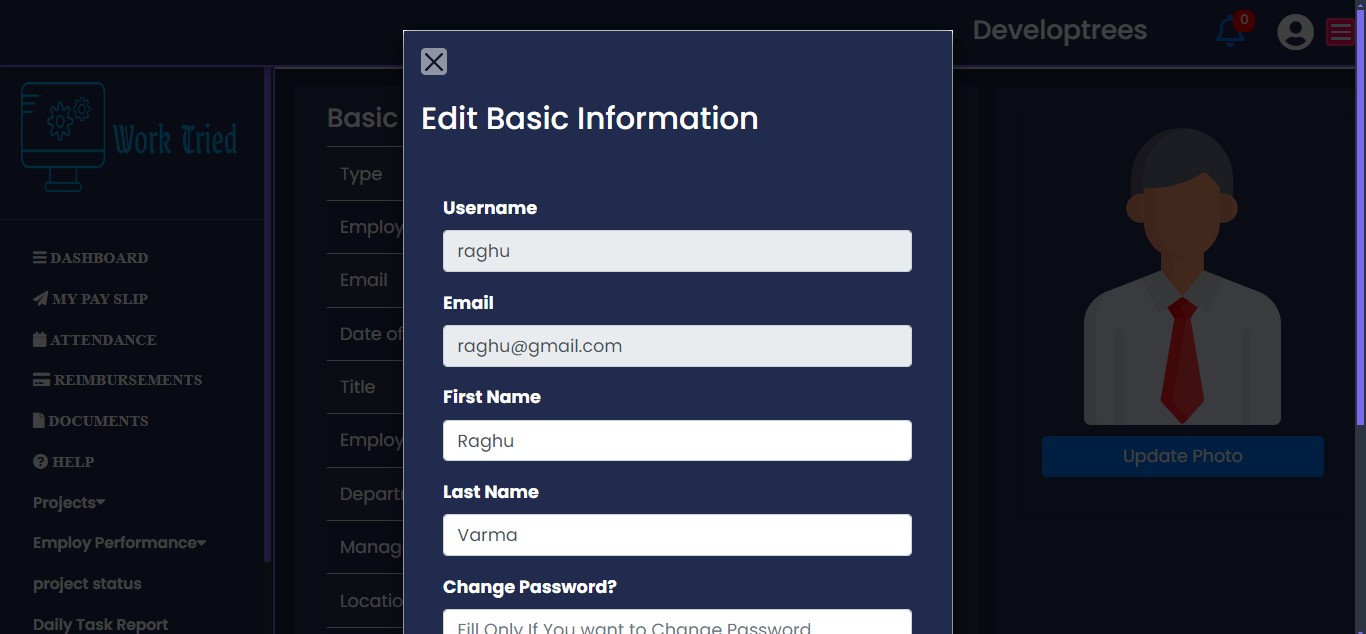 Developtrees
0
Work Tried
DASHBOARD
MY PAY SLIP
ATTENDANCE
REIMBURSEMENTS
DOCUMENTS
HELP
Projects
Employ Performance
project status
Daily Task Report
Basic
Type
Employ
Email
Date of
Title
Employ
Depart
Manag
Locatio
Edit Basic Information
Username
raghu
Email
raghu@gmail.com
First Name
Raghu
Last Name
Varma
Change Password?
Fill Only If You want to Change Password
Update Photo